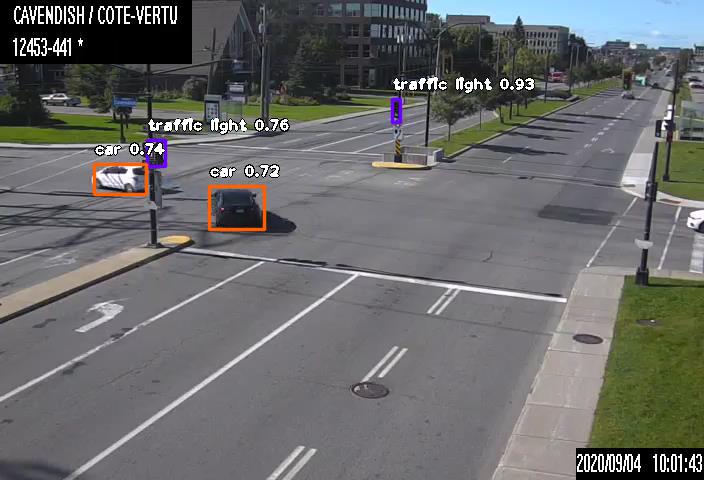 CAVENDISH / COTE-VERTU
12453-441 *
traffic light 0.93
traffic light 0.76
car 0.74
car 0.72
2020/09/04 10:01:43